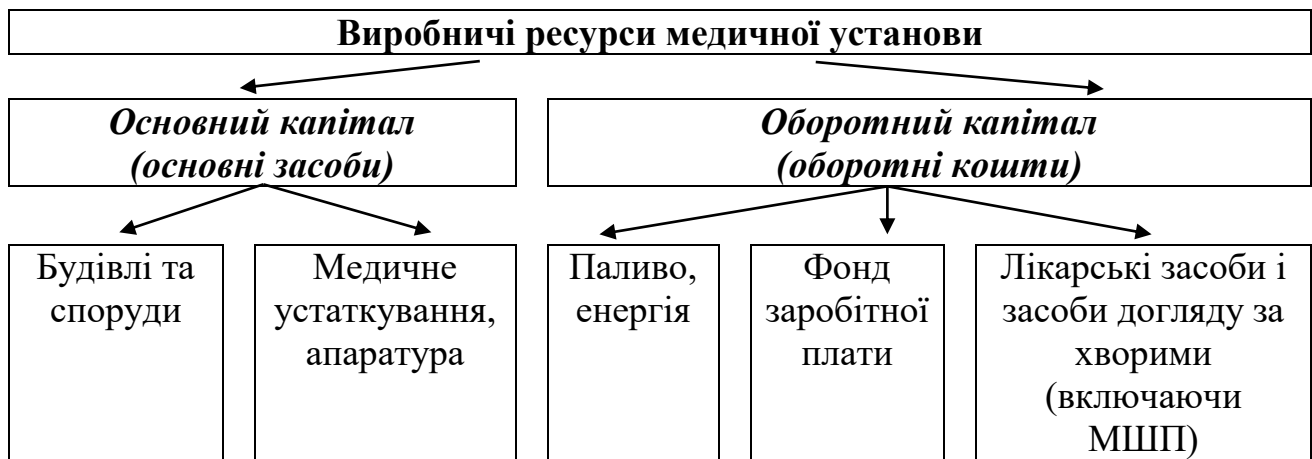 Виробничі ресурси медичної установи
Основний капітал
(основні засоби)
Оборотний капітал
(оборотні кошти)
Будівлі та
споруди
Медичне
устаткування,
апаратура
Паливо,
енергія
Фонд
заробітної
плати
Лікарські засоби і
засоби догляду за
хворими
(включаючи
МШП)